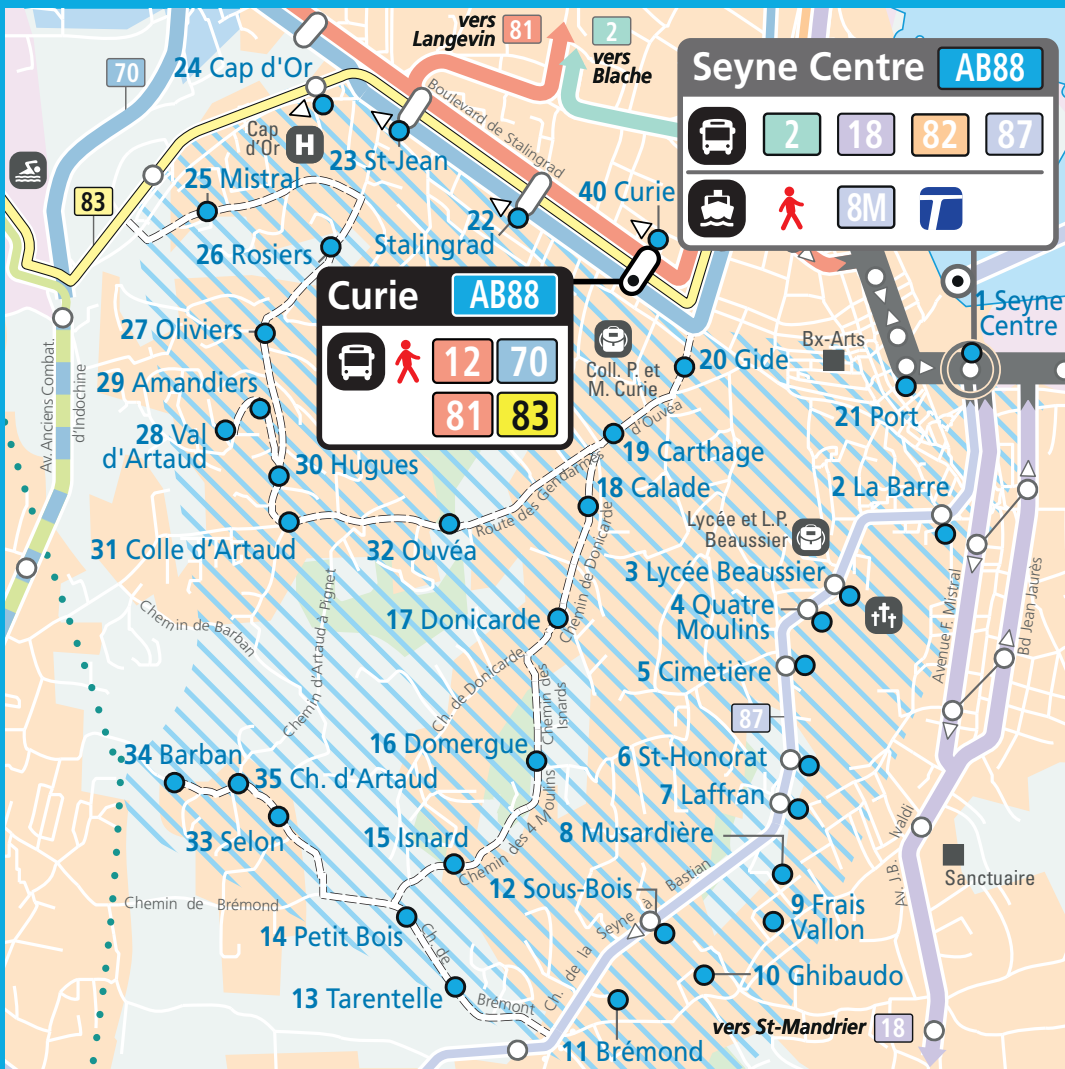 vers
Langevin 81
2
vers
Blache
70
24 Cap d'Or
Boulevard de Stalingrad
Seyne Centre AB88
2 18 82 87
8M
Cap
d'Or
H
23 St-Jean
25 Mistral
83
40 Curie
22
Stalingrad
26 Rosiers
Curie AB88
12 70
81 83
1 Seyne
Centre
27 Oliviers
Bx-Arts
Coll. P. et
M. Curie
20 Gide
29 Amandiers
21 Port
Av. Anciens Combat.
d'Indochine
28 Val
d'Artaud
19 Carthage
Route des Gendarmes d'Ouvéa
30 Hugues
18 Calade
2 La Barre
31 Colle d'Artaud
32 Ouvéa
Lycée et L.P.
Beaussier
3 Lycée Beaussier
4 Quatre
Moulins
Chemin de Donicarde
Avenue F. Mistral
Bd Jean Jaurès
17 Donicarde
Chemin de Barban
Chemin d'Artaud à Pignet
Ch. de Donicarde
Chemin des
Isnards
5 Cimetière
87
34 Barban
35 Ch. d'Artaud
16 Domergue
6 St-Honorat
7 Laffran
33 Selon
15 Isnard
Chemin des 4 Moulins
8 Musardière
Av. J.B. Ivaldi
Sanctuaire
12 Sous-Bois
Chemin de Brémond
9 Frais
Vallon
14 Petit Bois
Ch. de Brémont
Ch. de la Seyne à Bastian
10 Ghibaudo
13 Tarentelle
vers St-Mandrier 18
11 Brémond